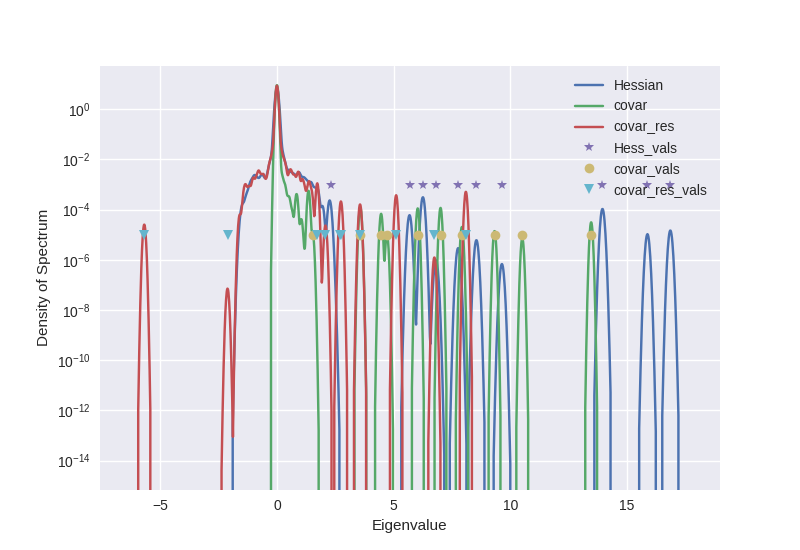 Hessian
covar
covar_res
Hess_vals
covar_vals
covar_res_vals
10^0
10^-2
10^-4
10^-6
10^-8
10^-10
10^-12
10^-14
Density of Spectrum
−5
0
5
10
15
Eigenvalue